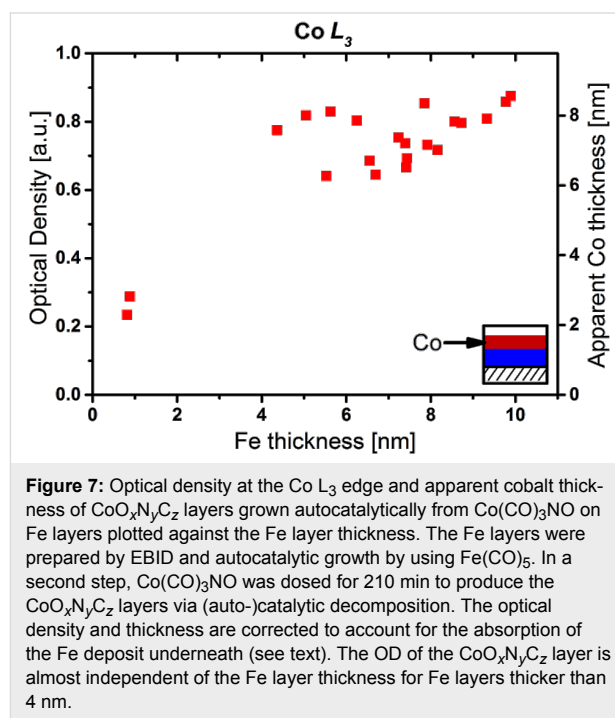 Co L₃
1.0
0.8
0.6
0.4
0.2
0.0
Optical Density [a.u.]
8
6
4
2
0
Apparent Co thickness [nm]
Co
0 2 4 6 8 10
Fe thickness [nm]
Figure 7: Optical density at the Co L₃ edge and apparent cobalt thick-
ness of CoOₓNᵧC_z layers grown autocatalytically from Co(CO)₃NO on
Fe layers plotted against the Fe layer thickness. The Fe layers were
prepared by EBID and autocatalytic growth by using Fe(CO)₅. In a
second step, Co(CO)₃NO was dosed for 210 min to produce the
CoOₓNᵧC_z layers via (auto-)catalytic decomposition. The optical
density and thickness are corrected to account for the absorption of
the Fe deposit underneath (see text). The OD of the CoOₓNᵧC_z layer is
almost independent of the Fe layer thickness for Fe layers thicker than
4 nm.